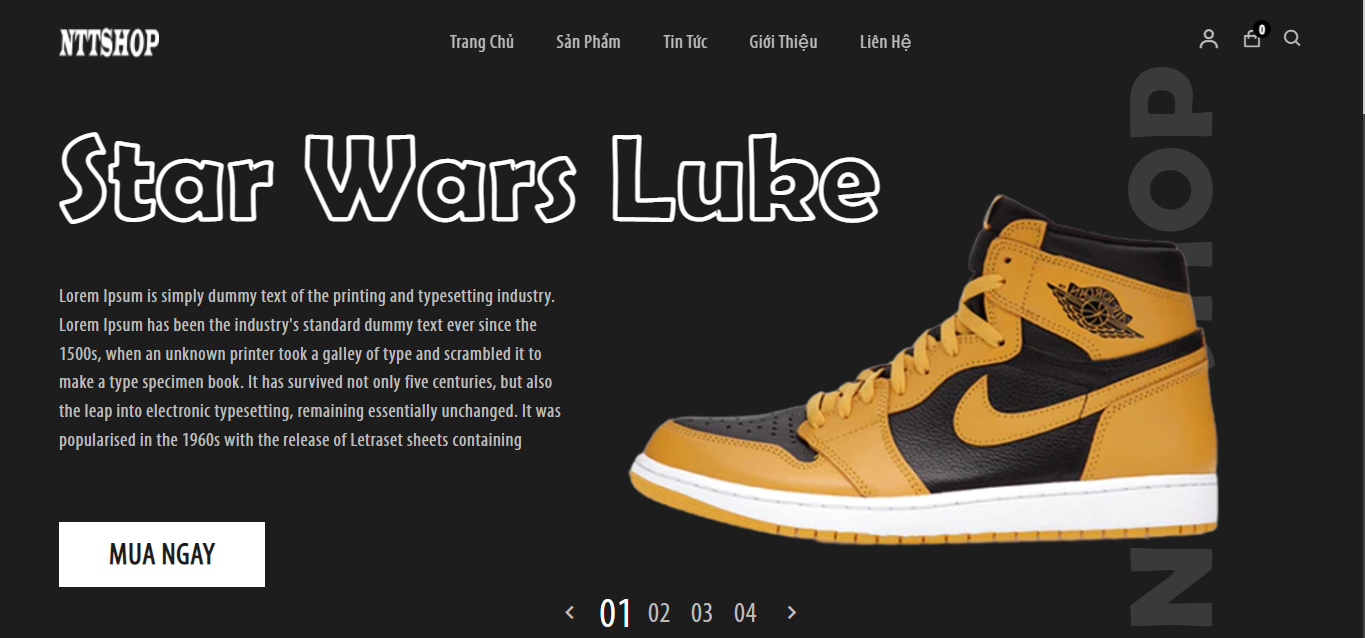 NTTSHOP
Trang Chủ
Sản Phẩm
Tin Tức
Giới Thiệu
Liên Hệ
0
Star Wars Luke
Lorem Ipsum is simply dummy text of the printing and typesetting industry.
Lorem Ipsum has been the industry's standard dummy text ever since the
1500s, when an unknown printer took a galley of type and scrambled it to
make a type specimen book. It has survived not only five centuries, but also
the leap into electronic typesetting, remaining essentially unchanged. It was
popularised in the 1960s with the release of Letraset sheets containing
MUA NGAY
01 02 03 04